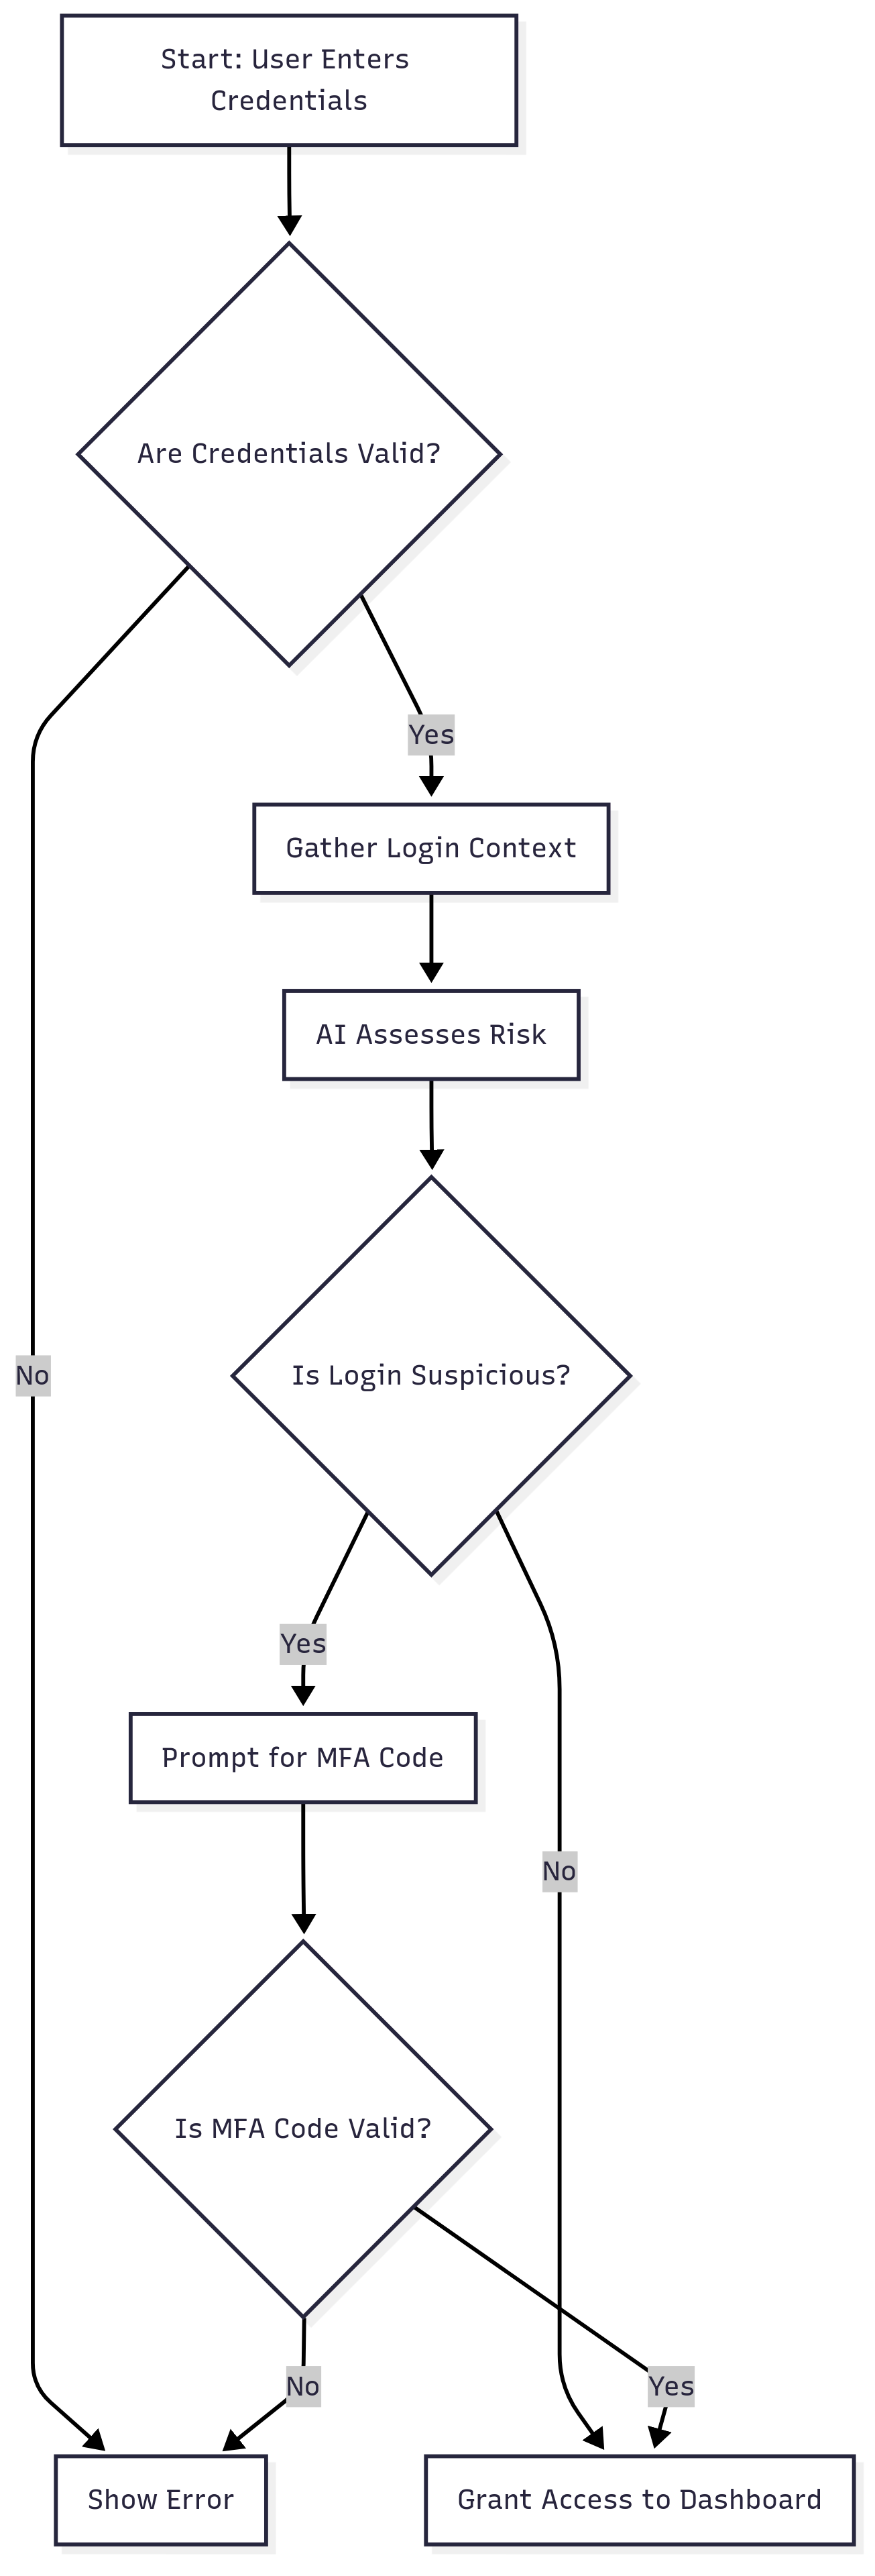 Start: User Enters
Credentials
Are Credentials Valid?
Yes
Gather Login Context
AI Assesses Risk
No
Is Login Suspicious?
Yes
Prompt for MFA Code
No
Is MFA Code Valid?
No
Yes
Show Error
Grant Access to Dashboard